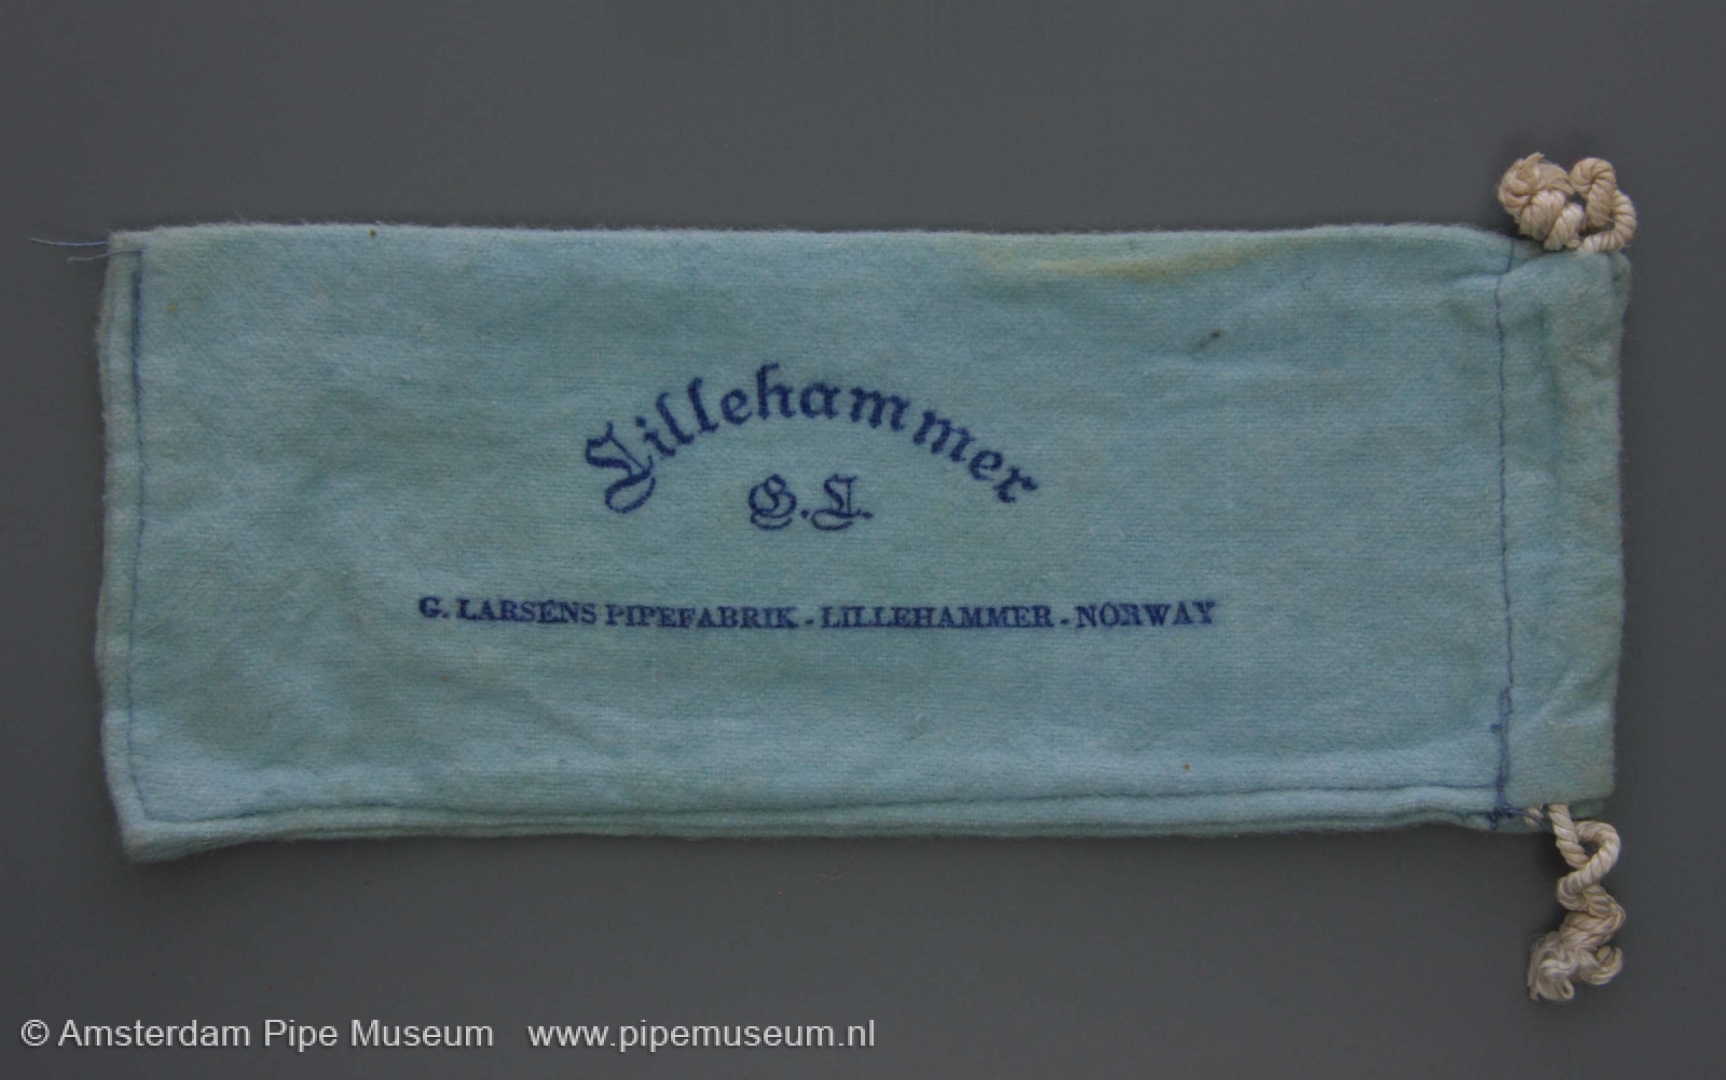 Lillehammer
G.L.
G. LARSENS PIPEFABRIK - LILLEHAMMER - NORWAY
© Amsterdam Pipe Museum www.pipemuseum.nl